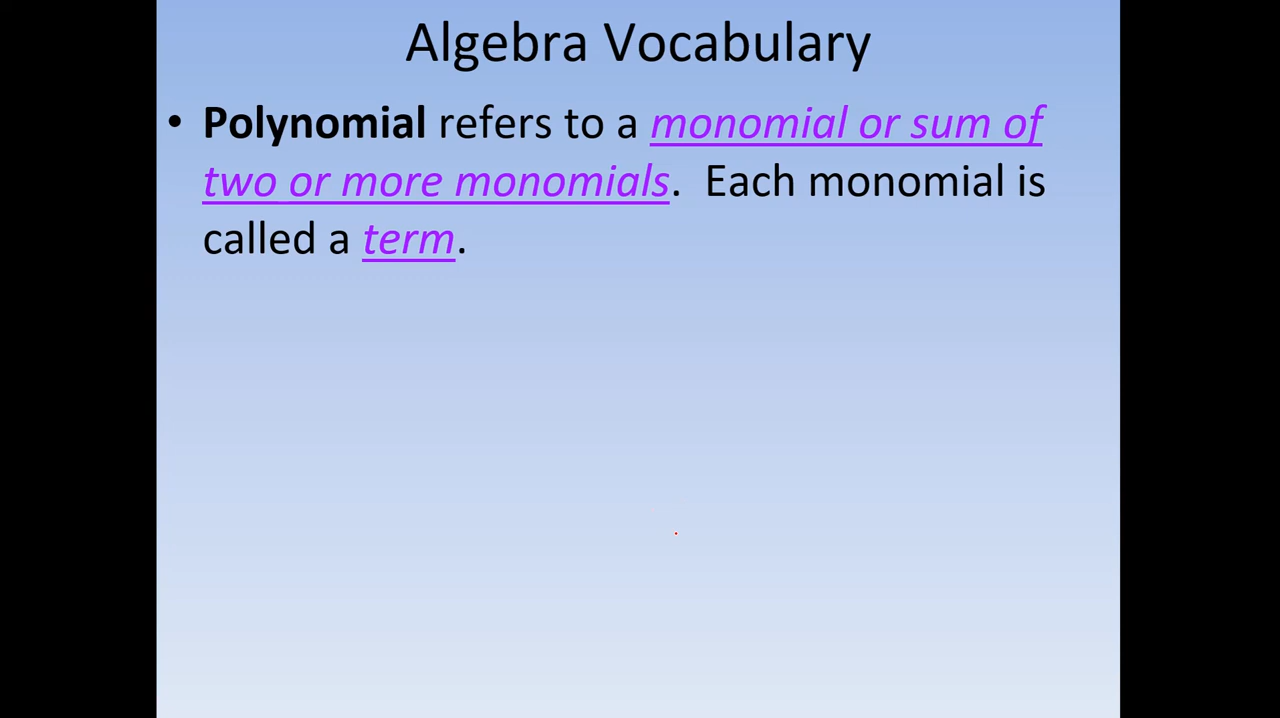 Algebra Vocabulary
• Polynomial refers to a monomial or sum of
two or more monomials. Each monomial is
called a term.